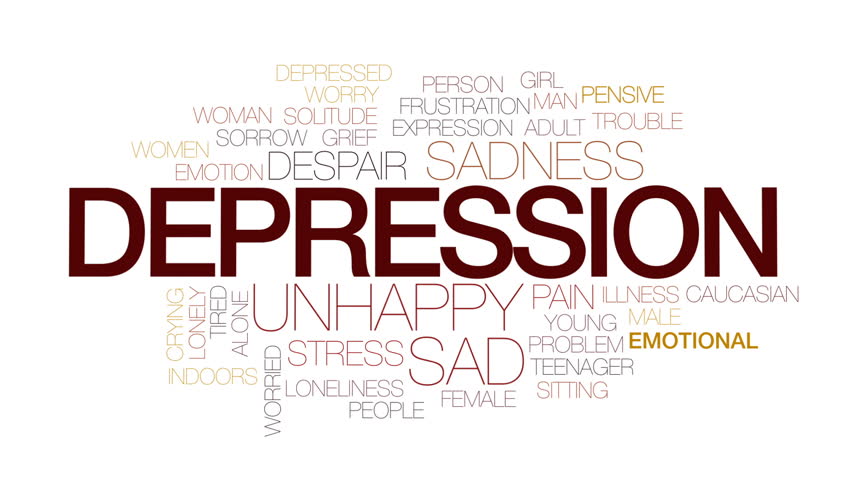 DEPRESSED
PERSON
GIRL
WORRY
FRUSTRATION
MAN
PENSIVE
WOMAN
SOLITUDE
EXPRESSION
ADULT
TROUBLE
SORROW
GRIEF
WOMEN
EMOTION
DESPAIR
SADNESS
DEPRESSION
CRYING
LONELY
TIRED
ALONE
UNHAPPY
PAIN
ILLNESS
CAUCASIAN
YOUNG
MALE
STRESS
SAD
PROBLEM
EMOTIONAL
INDOORS
WORRIED
LONELINESS
TEENAGER
PEOPLE
FEMALE
SITTING